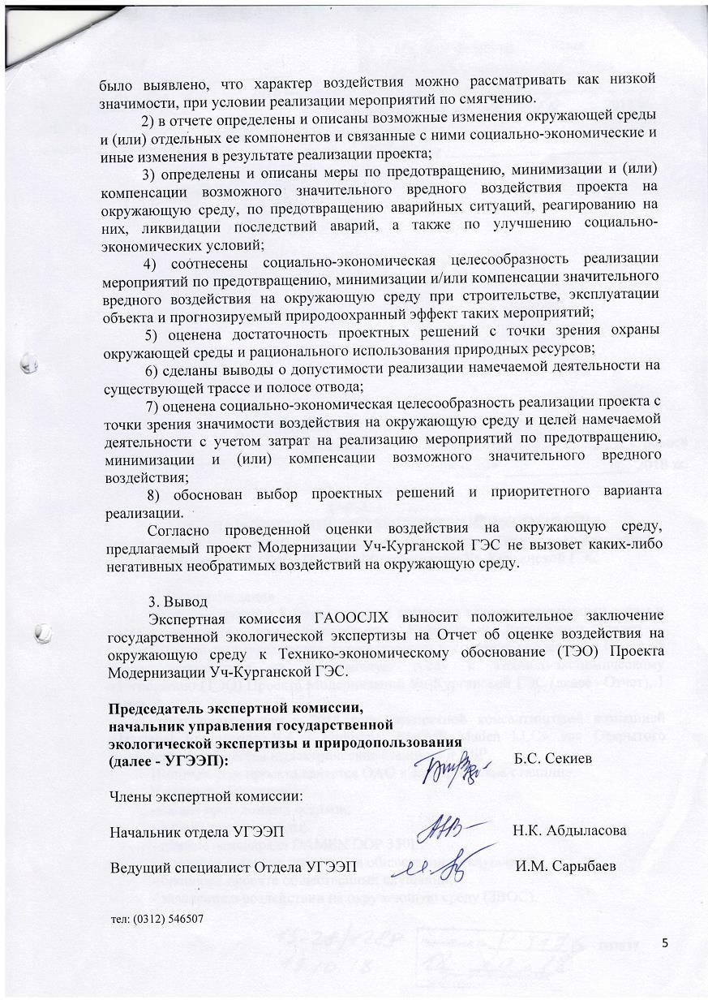 было выявлено, что характер воздействия можно рассматривать как низкой
значимости, при условии реализации мероприятий по смягчению.
2) в отчете определены и описаны возможные изменения окружающей среды
и (или) отдельных ее компонентов и связанные с ними социально-экономические и
иные изменения в результате реализации проекта;
3) определены и описаны меры по предотвращению, минимизации и (или)
компенсации возможного значительного вредного воздействия проекта на
окружающую среду, по предотвращению аварийных ситуаций, реагированию на
них, ликвидации последствий аварий, а также по улучшению социально-
экономических условий;
4) соотнесены социально-экономическая целесообразность реализации
мероприятий по предотвращению, минимизации и/или компенсации значительного
вредного воздействия на окружающую среду при строительстве, эксплуатации
объекта и прогнозируемый природоохранный эффект таких мероприятий;
5) оценена достаточность проектных решений с точки зрения охраны
окружающей среды и рационального использования природных ресурсов;
6) сделаны выводы о допустимости реализации намечаемой деятельности на
существующей трассе и полосе отвода;
7) оценена социально-экономическая целесообразность реализации проекта с
точки зрения значимости воздействия на окружающую среду и целей намечаемой
деятельности с учетом затрат на реализацию мероприятий по предотвращению,
минимизации и (или) компенсации возможного значительного вредного
воздействия;
8) обоснован выбор проектных решений и приоритетного варианта
реализации.
Согласно проведенной оценки воздействия на окружающую среду,
предлагаемый проект Модернизации Уч-Курганской ГЭС не вызовет каких-либо
негативных необратимых воздействий на окружающую среду.
3. Вывод
Экспертная комиссия ГАООСЛХ выносит положительное заключение
государственной экологической экспертизы на Отчет об оценке воздействия на
окружающую среду к Технико-экономическому обоснование (ТЭО) Проекта
Модернизации Уч-Курганской ГЭС.
Председатель экспертной комиссии,
начальник управления государственной
экологической экспертизы и природопользования
(далее - УГЭЭП): Б.С. Секиев
Члены экспертной комиссии:
Начальник отдела УГЭЭП Н.К. Абдыласова
Ведущий специалист Отдела УГЭЭП И.М. Сарыбаев
тел: (0312) 546507
5